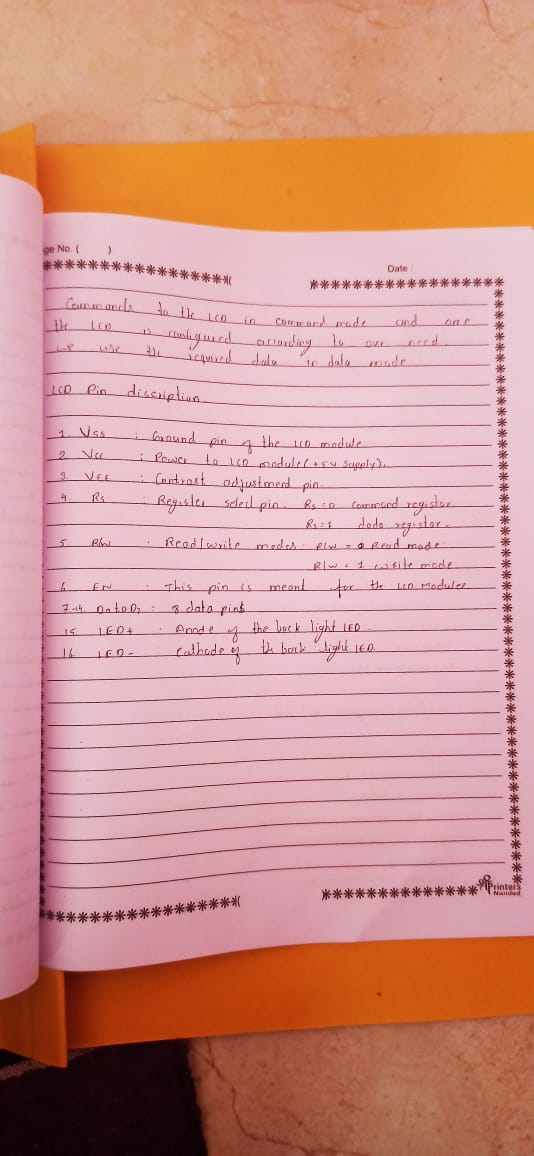 ge No. ( )
Date :
Commands to the LCD in command mode and once
the LCD is configured according to our need
we use the required data in data mode
LCD Pin discription
1. Vss : Ground pin of the LCD module.
2. Vcc : Power to LCD module (+5V supply).
3. VEE : Contrast adjustment pin.
4. Rs : Register select pin. Rs = 0 command register.
Rs = 1 data register.
5 R/W : Read/write modes. R/W = 0 Read mode
R/W = 1 write mode
6. EN : This pin is meant for the LCD modulee
7-14. D0 to D7 : 8 data pins
15. LED+ : Anode of the back light LED.
16. LED- : Cathode of th back light LED.
Printers
Nanded